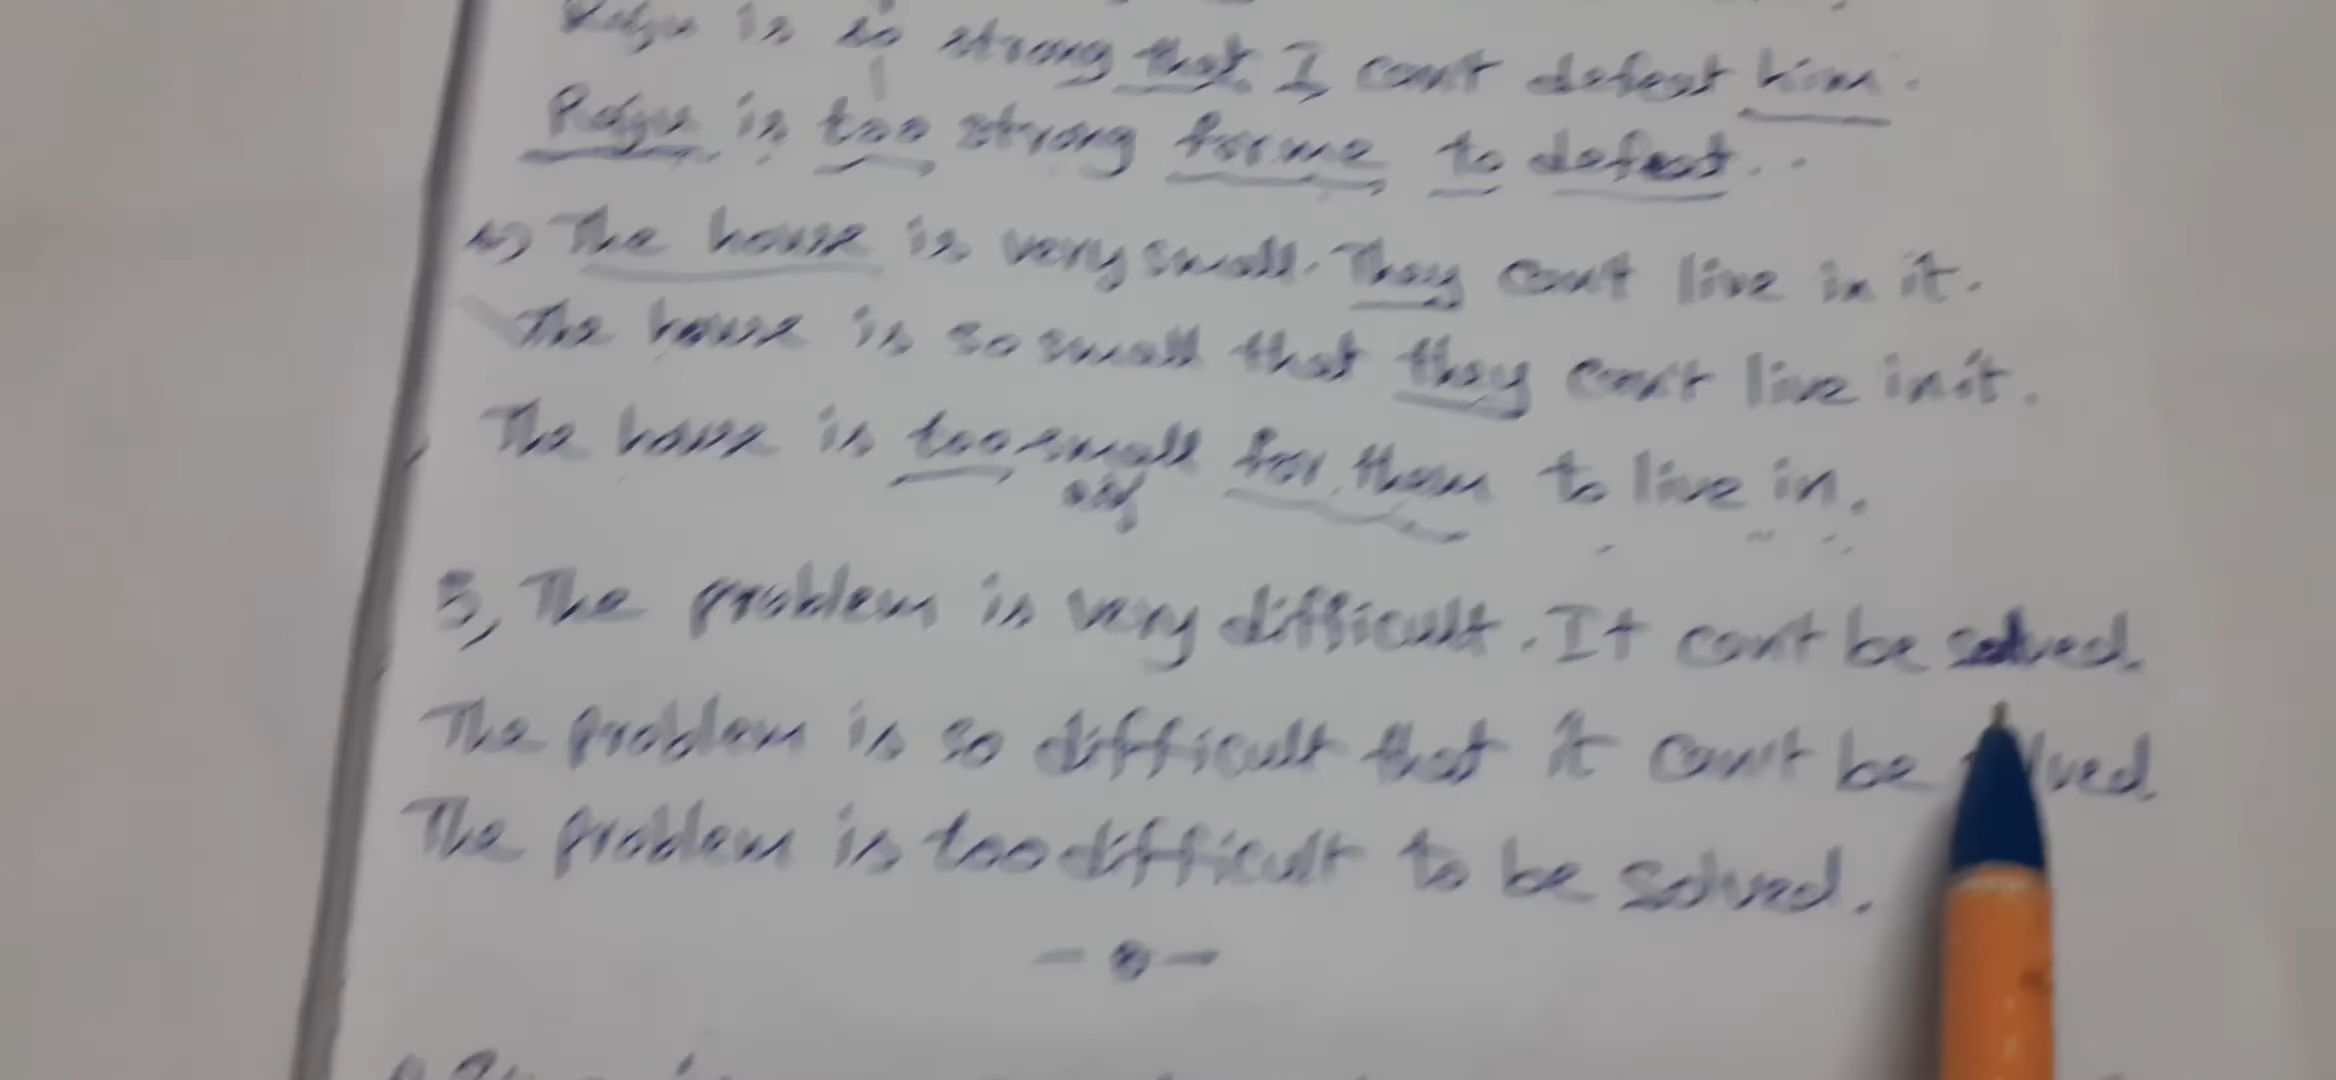 Raju is so strong that I can't defeat him.
Raju is too strong for me to defeat.
4) The house is very small. They can't live in it.
The house is so small that they can't live in it.
The house is too small for them to live in.
adj
5, The problem is very difficult. It can't be solved.
The problem is so difficult that it can't be solved
The problem is too difficult to be solved.